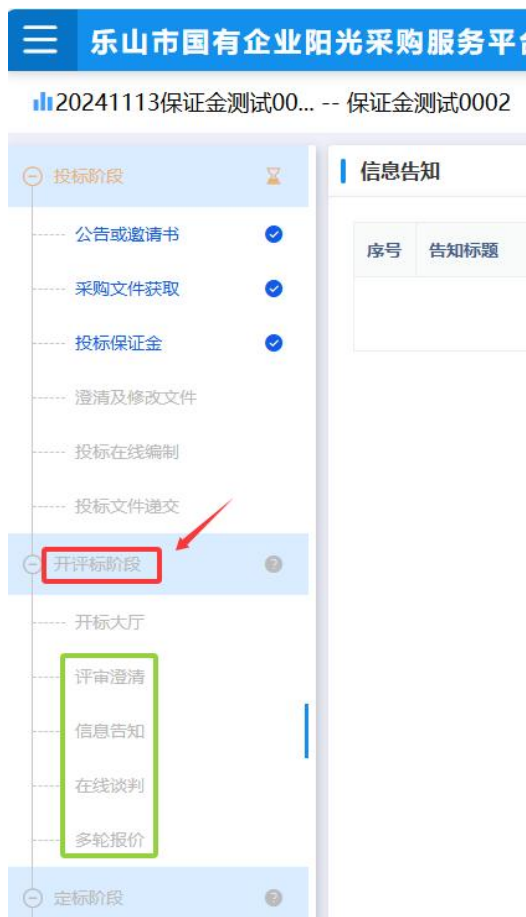 乐山市国有企业阳光采购服务平台
20241113保证金测试00... -- 保证金测试0002
投标阶段
公告或邀请书
采购文件获取
投标保证金
澄清及修改文件
投标在线编制
投标文件递交
开评标阶段
开标大厅
评审澄清
信息告知
在线谈判
多轮报价
定标阶段
信息告知
序号 告知标题